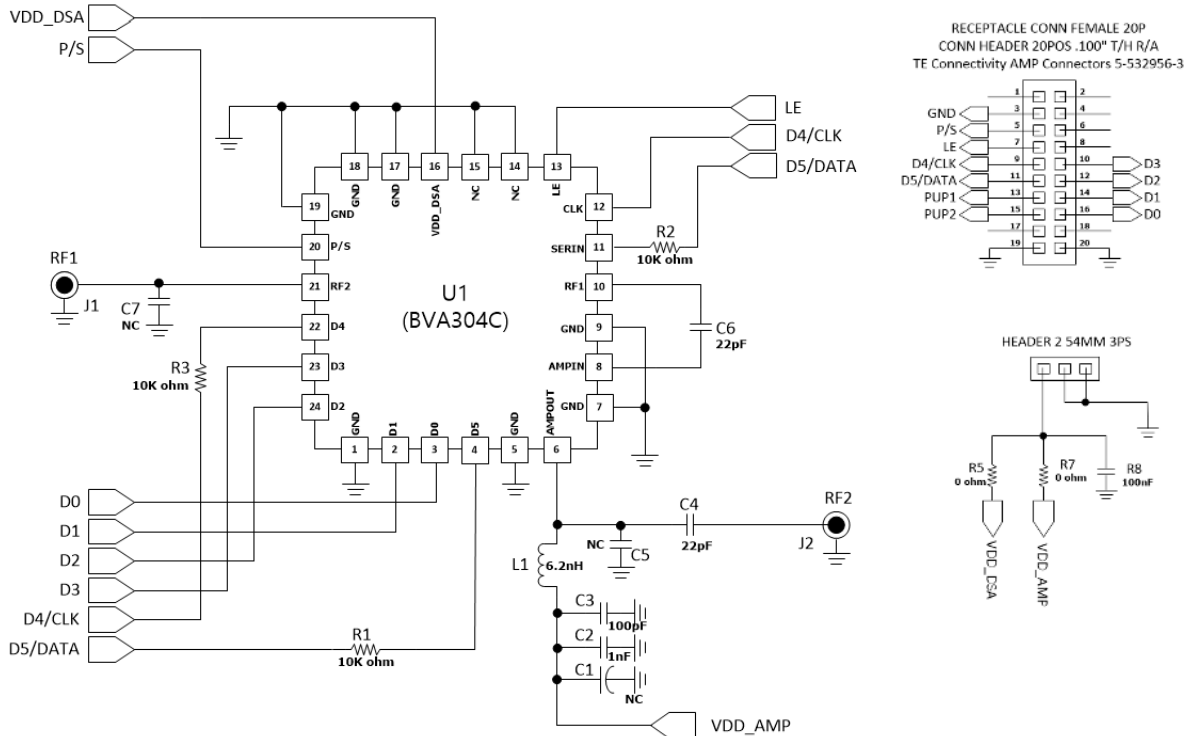 VDD_DSA
P/S
LE
D4/CLK
D5/DATA
18
17
16
15
14
13
GND
GND
VDD_DSA
NC
NC
LE
19
GND
20
P/S
RF1
J1
C7
NC
21
RF2
22
D4
R3
10K ohm
23
D3
24
D2
U1
(BVA304C)
CLK
12
SERIN
11
R2
10K ohm
RF1
10
GND
9
C6
22pF
AMPIN
8
GND
7
GND
D1
D0
D5
GND
AMPOUT
1
2
3
4
5
6
D0
D1
D2
D3
D4/CLK
D5/DATA
R1
10K ohm
L1
6.2nH
NC
C5
C4
22pF
RF2
J2
C3
100pF
C2
1nF
C1
NC
VDD_AMP
RECEPTACLE CONN FEMALE 20P
CONN HEADER 20POS .100" T/H R/A
TE Connectivity AMP Connectors 5-532956-3
1 2
GND 3 4
P/S 5 6
LE 7 8
D4/CLK 9 10 D3
D5/DATA 11 12 D2
PUP1 13 14 D1
PUP2 15 16 D0
17 18
19 20
HEADER 2 54MM 3PS
R5
0 ohm
R7
0 ohm
R8
100nF
VDD_DSA
VDD_AMP